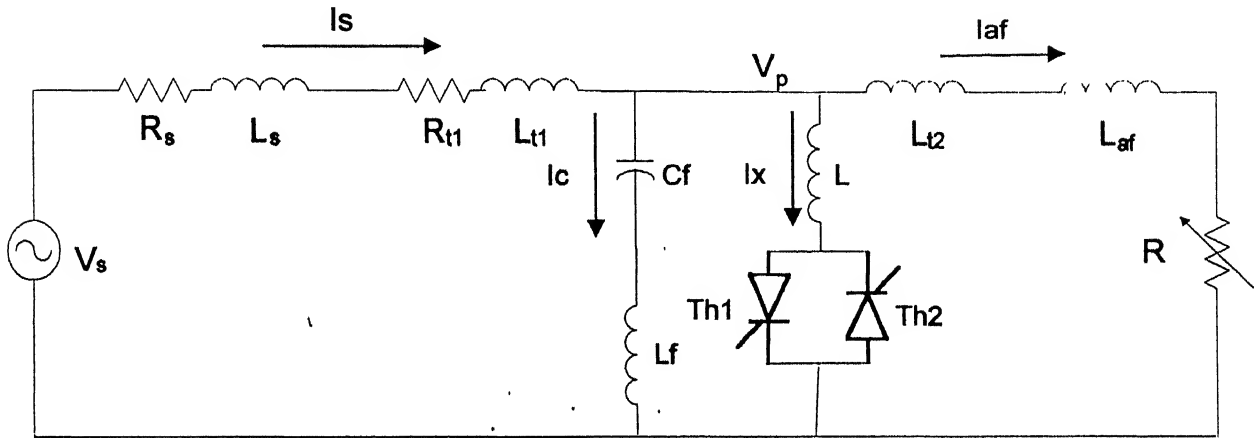 Is
Iaf
Vp
Rs
Ls
Rt1
Lt1
Lt2
Laf
Ic
Cf
Ix
L
Vs
R
Th1
Th2
Lf